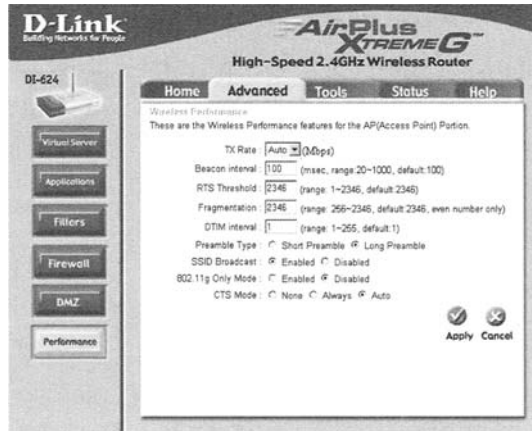 D-Link
Building Networks for People
AirPlus
XTREME G™
High-Speed 2.4GHz Wireless Router
DI-624
Home Advanced Tools Status Help
Wireless Performance
These are the Wireless Performance features for the AP(Access Point) Portion.
TX Rate : Auto (Mbps)
Beacon interval : 100 (msec, range:20~1000, default:100)
RTS Threshold : 2346 (range: 1~2346, default:2346)
Fragmentation : 2346 (range: 256~2346, default:2346, even number only)
DTIM interval : 1 (range: 1~255, default:1)
Preamble Type : Short Preamble Long Preamble
SSID Broadcast : Enabled Disabled
802.11g Only Mode : Enabled Disabled
CTS Mode : None Always Auto
Virtual Server
Applications
Filters
Firewall
DMZ
Performance
Apply Cancel